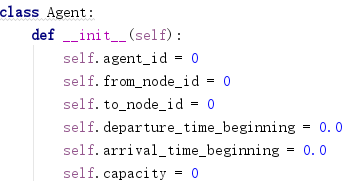 class Agent:
    def __init__(self):
        self.agent_id = 0
        self.from_node_id = 0
        self.to_node_id = 0
        self.departure_time_beginning = 0.0
        self.arrival_time_beginning = 0.0
        self.capacity = 0